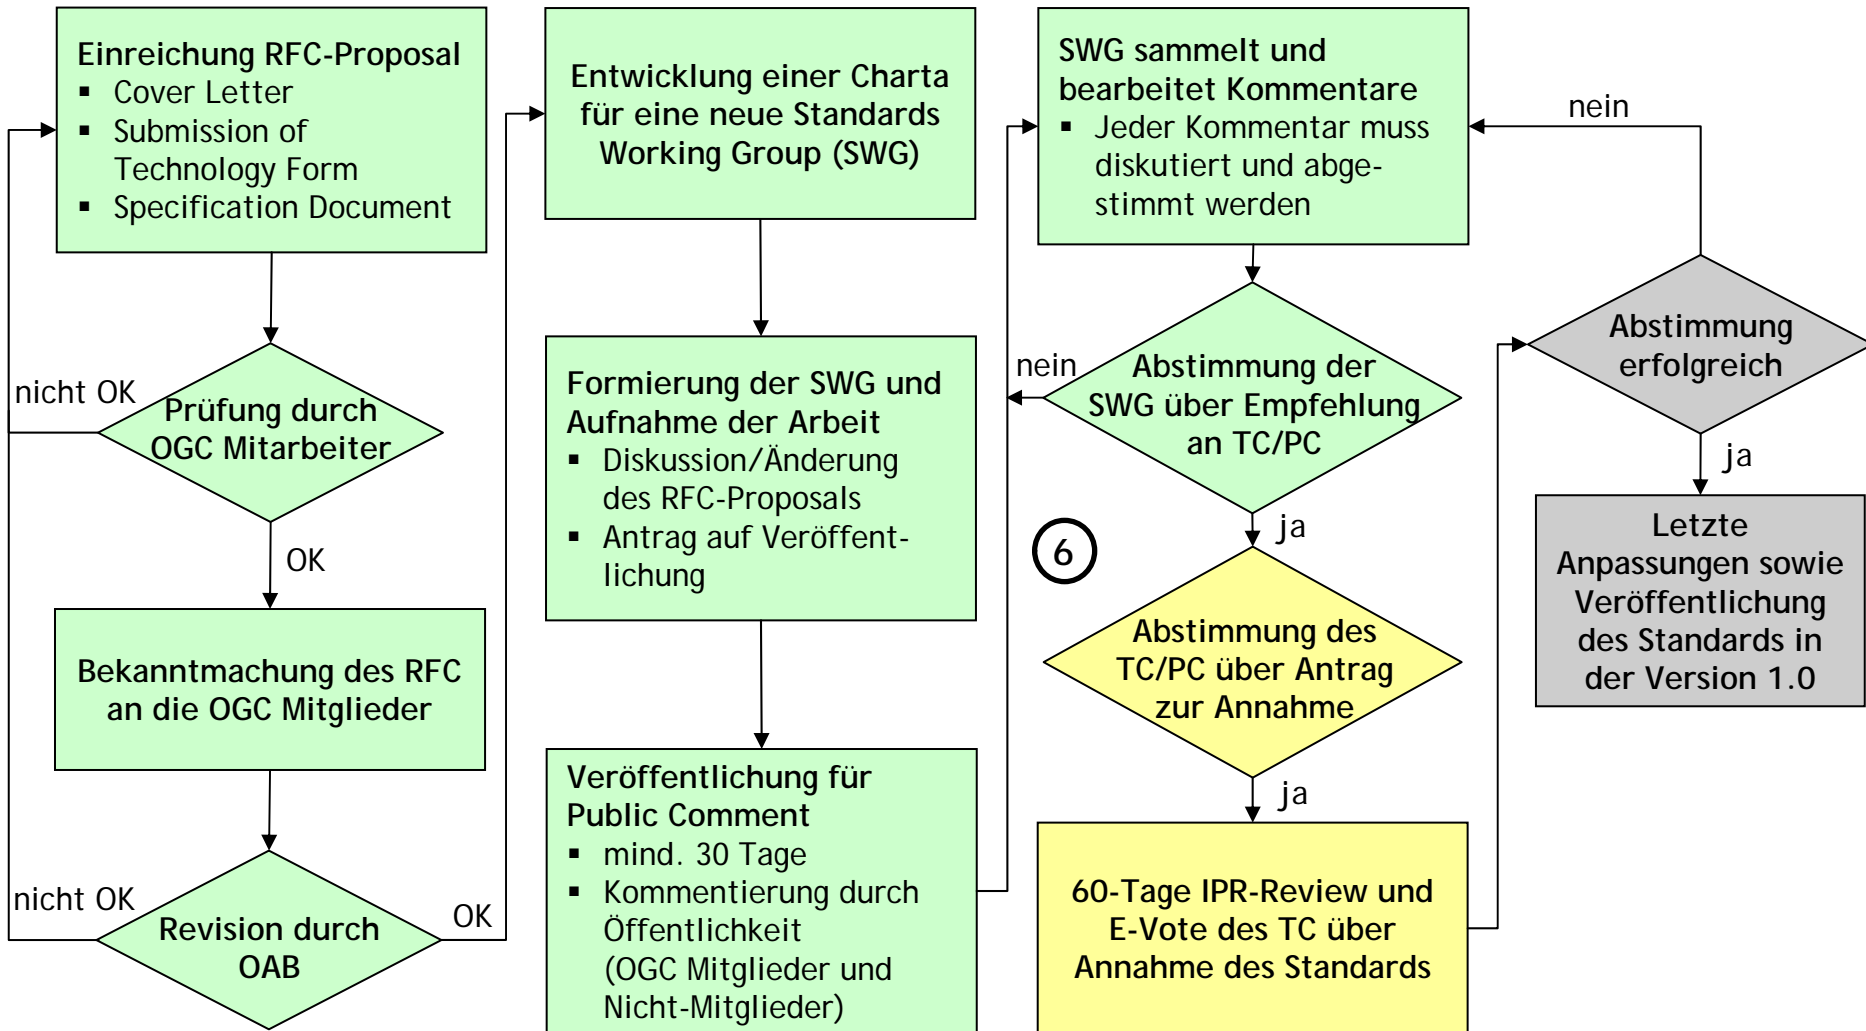 Einreichung RFC-Proposal
▪ Cover Letter
▪ Submission of
Technology Form
▪ Specification Document
nicht OK
Prüfung durch
OGC Mitarbeiter
OK
Bekanntmachung des RFC
an die OGC Mitglieder
nicht OK
Revision durch
OAB
OK
Entwicklung einer Charta
für eine neue Standards
Working Group (SWG)
Formierung der SWG und
Aufnahme der Arbeit
▪ Diskussion/Änderung
des RFC-Proposals
▪ Antrag auf Veröffent-
lichung
Veröffentlichung für
Public Comment
▪ mind. 30 Tage
▪ Kommentierung durch
Öffentlichkeit
(OGC Mitglieder und
Nicht-Mitglieder)
SWG sammelt und
bearbeitet Kommentare
▪ Jeder Kommentar muss
diskutiert und abge-
stimmt werden
nein
Abstimmung der
SWG über Empfehlung
an TC/PC
ja
6
Abstimmung des
TC/PC über Antrag
zur Annahme
ja
60-Tage IPR-Review und
E-Vote des TC über
Annahme des Standards
nein
Abstimmung
erfolgreich
ja
Letzte
Anpassungen sowie
Veröffentlichung
des Standards in
der Version 1.0